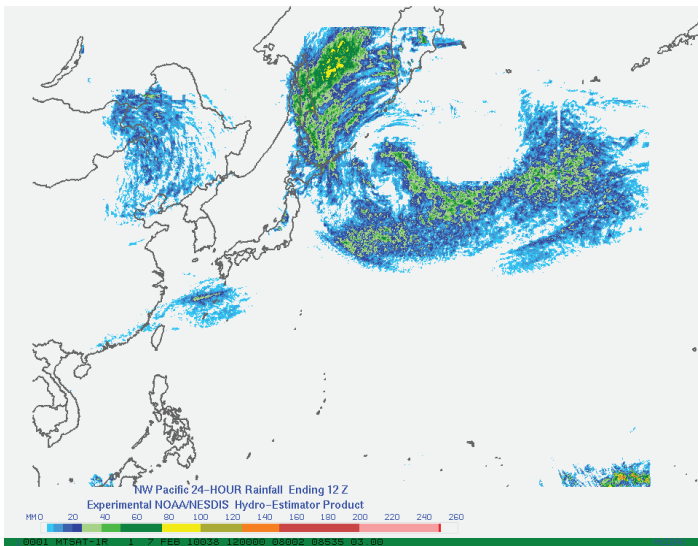 NW Pacific 24-HOUR Rainfall Ending 12 Z
Experimental NOAA/NESDIS Hydro-Estimator Product
MM0 20 40 60 80 100 120 140 160 180 200 220 240 260
0001 MTSAT-1R 1 7 FEB 10038 120000 08002 08535 03.00